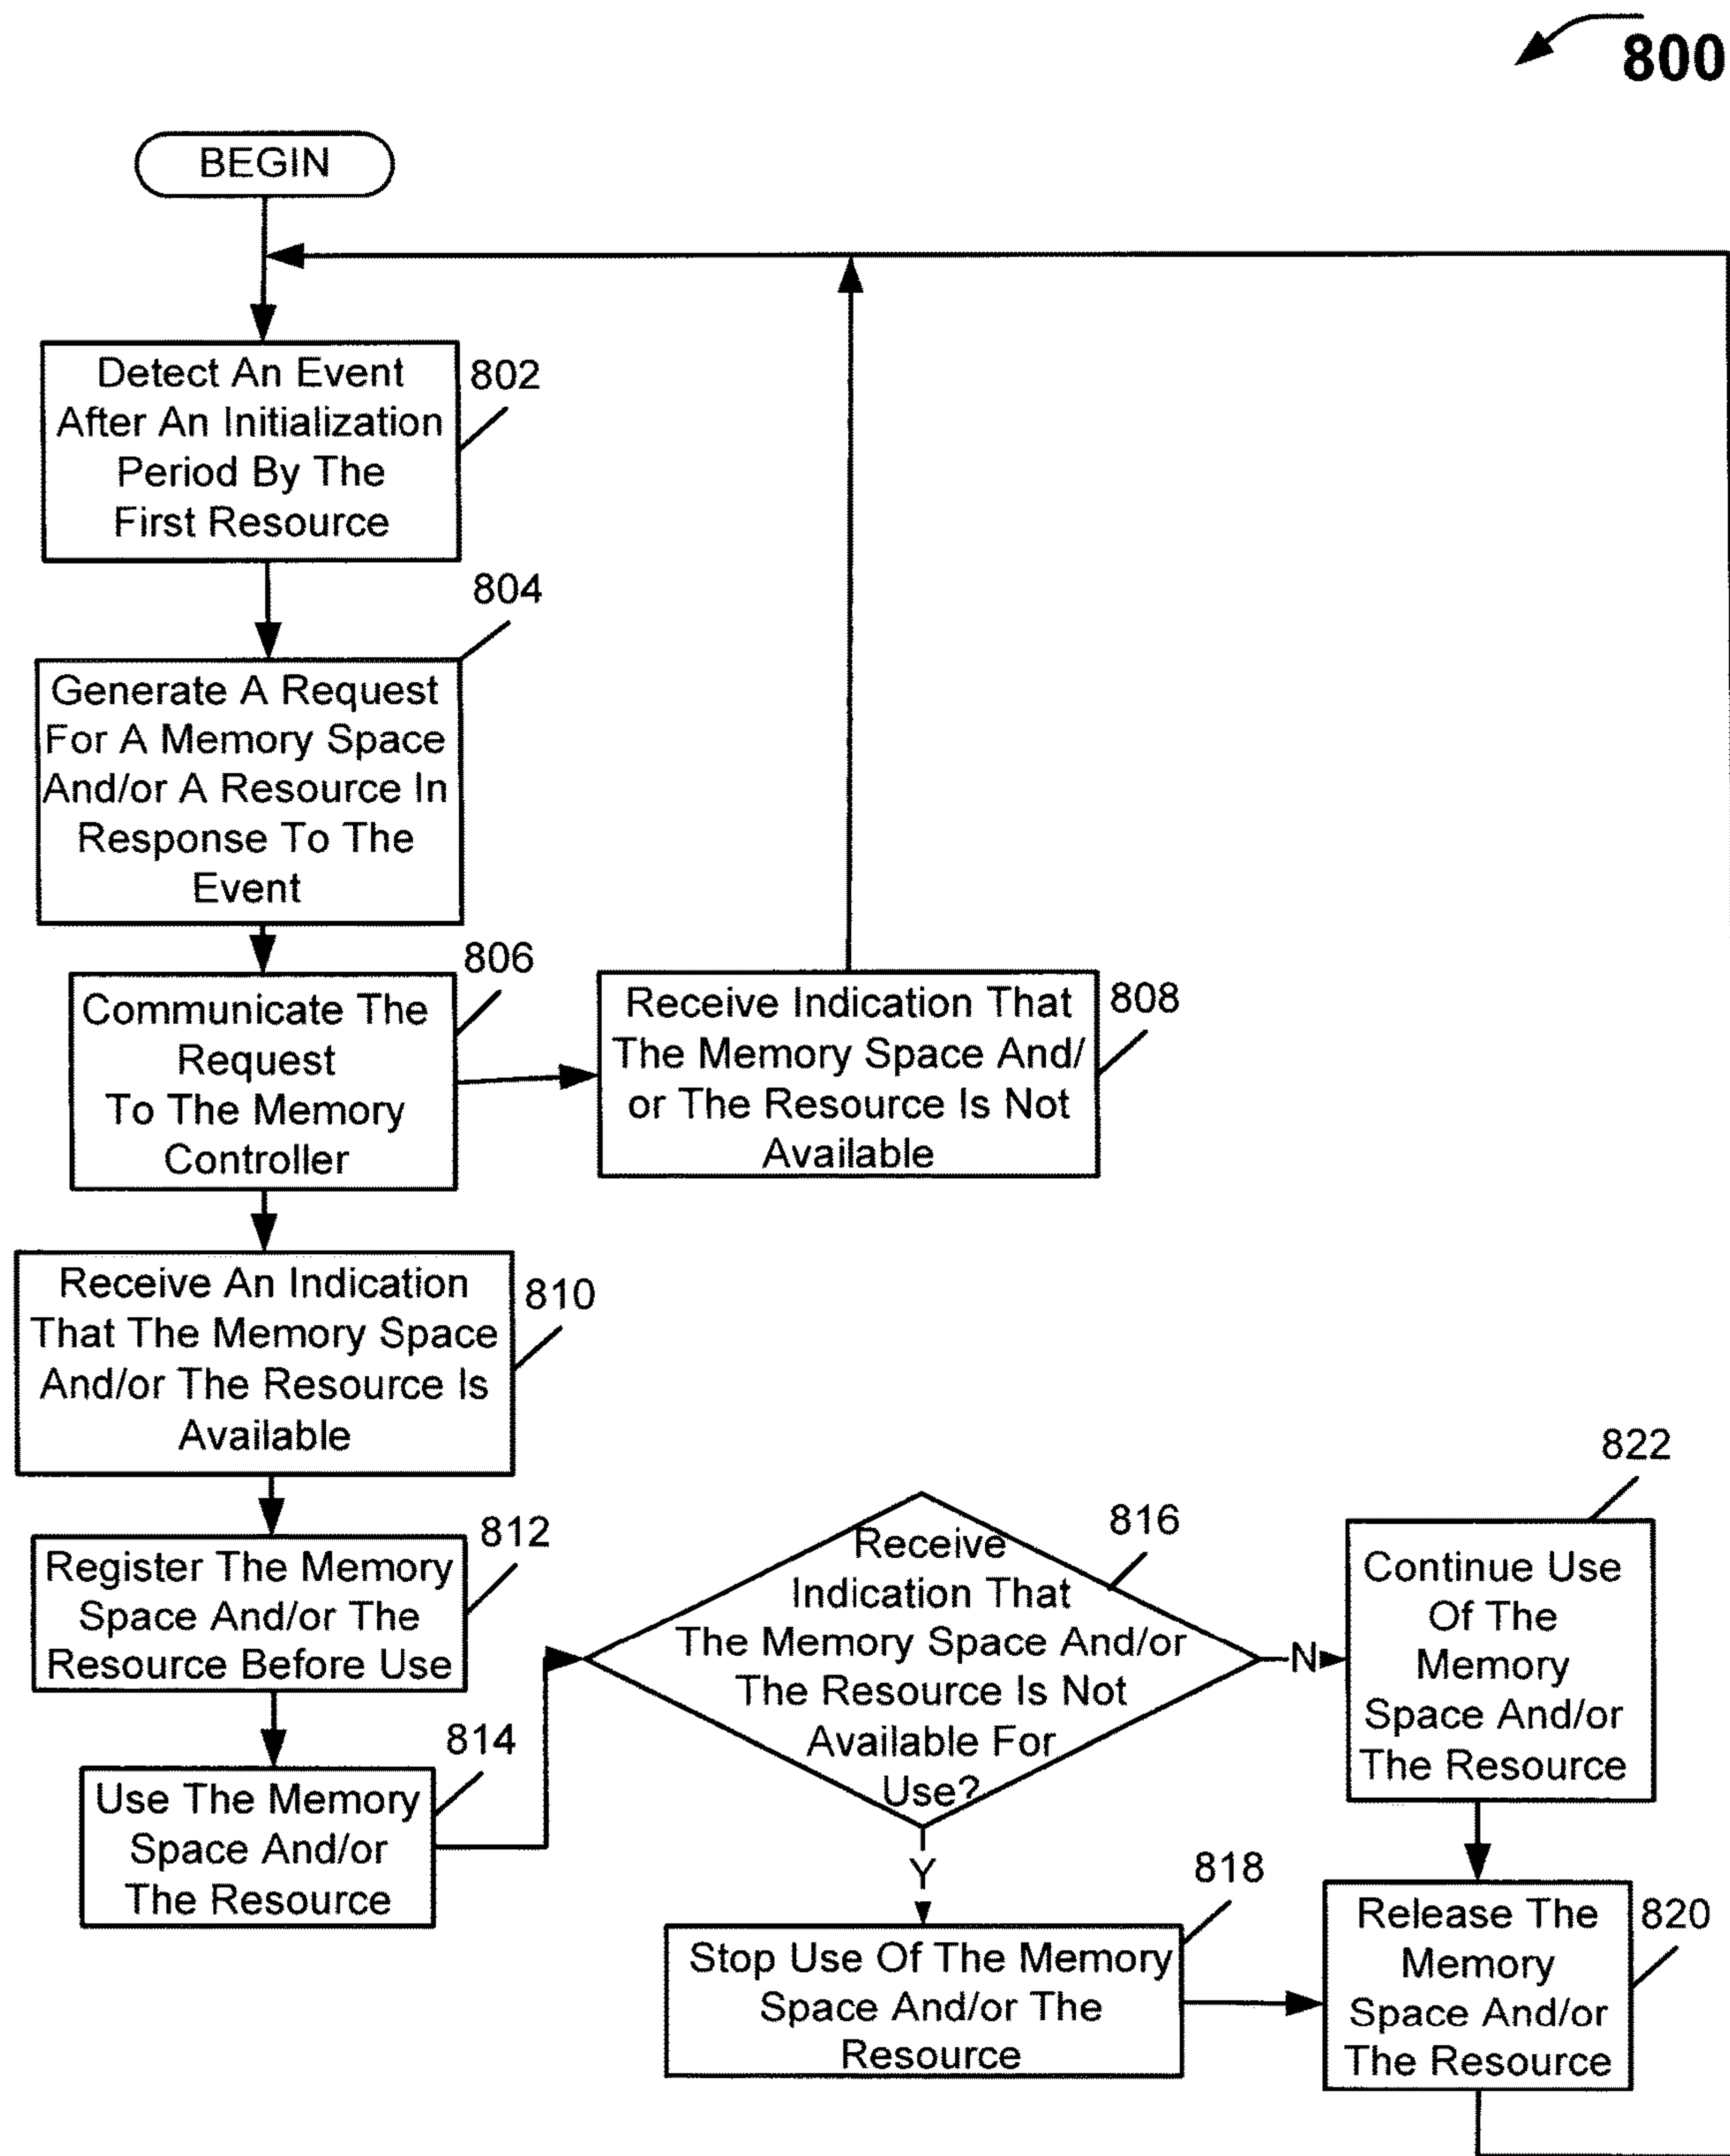 800
BEGIN
Detect An Event
After An Initialization
Period By The
First Resource
802
804
Generate A Request
For A Memory Space
And/or A Resource In
Response To The
Event
806
Communicate The
Request
To The Memory
Controller
Receive Indication That
The Memory Space And/
or The Resource Is Not
Available
808
Receive An Indication
That The Memory Space
And/or The Resource Is
Available
810
Register The Memory
Space And/or The
Resource Before Use
812
Use The Memory
Space And/or
The Resource
814
Receive
Indication That
The Memory Space And/or
The Resource Is Not
Available For
Use?
816
N
Y
822
Continue Use
Of The
Memory
Space And/or
The Resource
818
Stop Use Of The Memory
Space And/or The
Resource
Release The
Memory
Space And/or
The Resource
820